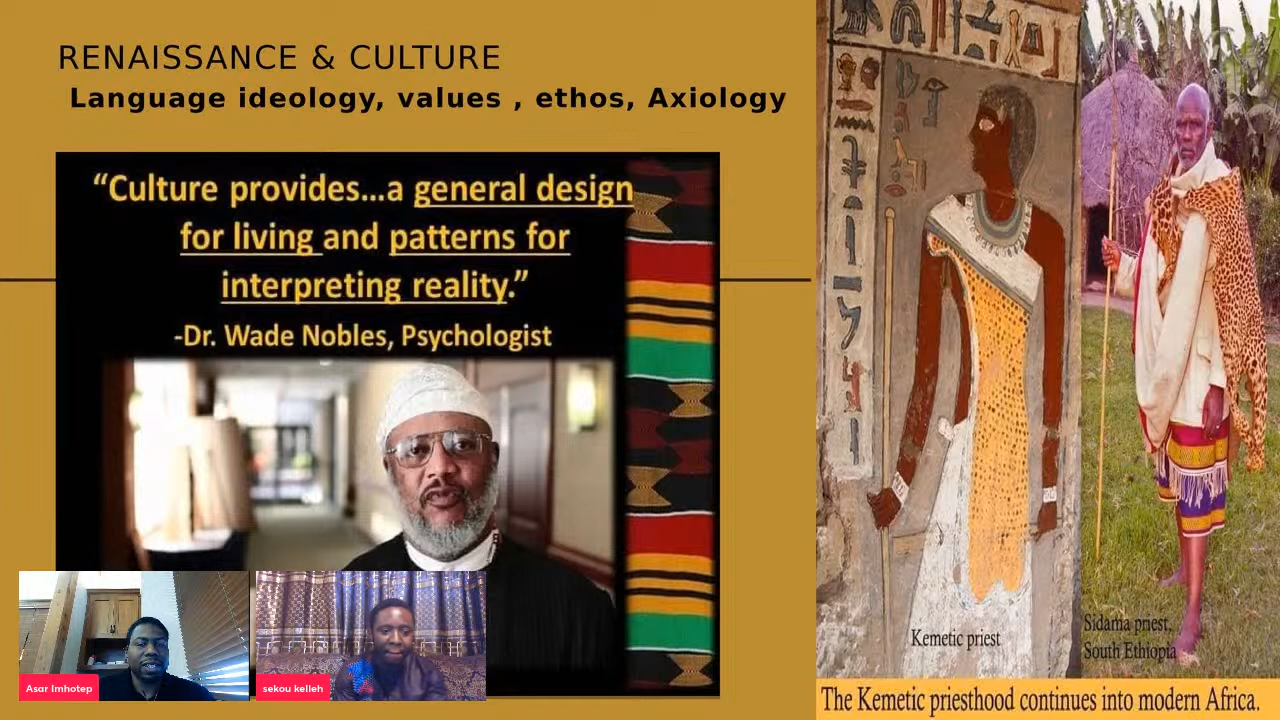 RENAISSANCE & CULTURE
Language ideology, values , ethos, Axiology
“Culture provides...a general design
for living and patterns for
interpreting reality.”
-Dr. Wade Nobles, Psychologist
Asar Imhotep
sekou kelleh
Kemetic priest
Sidama priest,
South Ethiopia
The Kemetic priesthood continues into modern Africa.